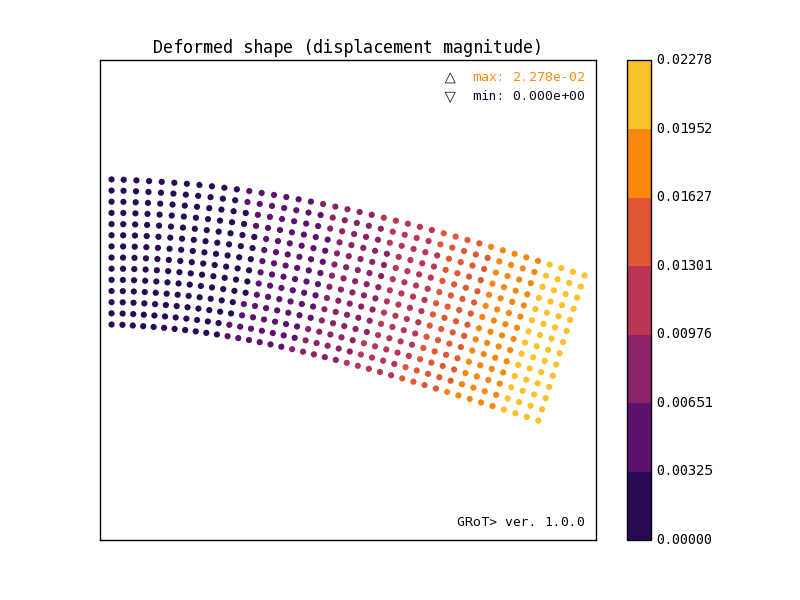 Deformed shape (displacement magnitude)
△ max: 2.278e-02
▽ min: 0.000e+00
GRoT> ver. 1.0.0
0.02278
0.01952
0.01627
0.01301
0.00976
0.00651
0.00325
0.00000